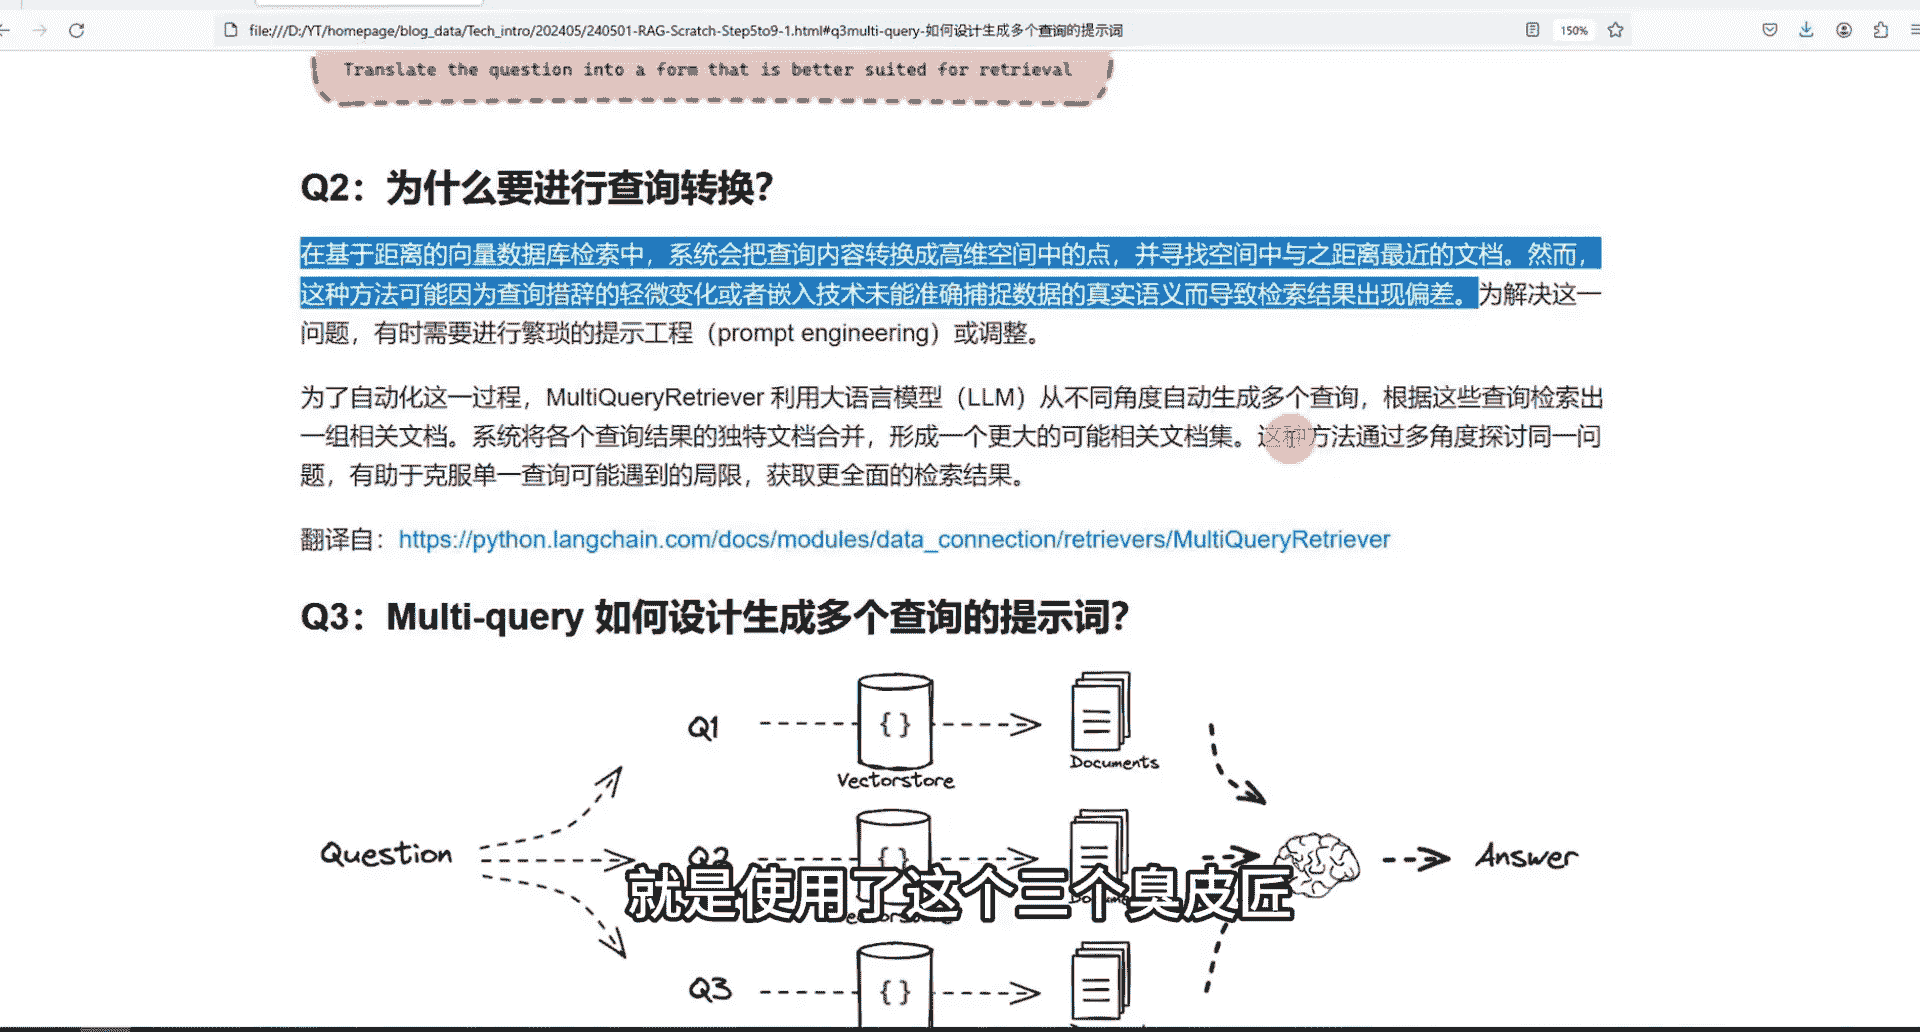 file:///D:/YT/homepage/blog_data/Tech_intro/202405/240501-RAG-Scratch-Step5to9-1.html#q3multi-query-如何设计生成多个查询的提示词
150%
Translate the question into a form that is better suited for retrieval
Q2：为什么要进行查询转换？
在基于距离的向量数据库检索中，系统会把查询内容转换成高维空间中的点，并寻找空间中与之距离最近的文档。然而，
这种方法可能因为查询措辞的轻微变化或者嵌入技术未能准确捕捉数据的真实语义而导致检索结果出现偏差。为解决这一
问题，有时需要进行繁琐的提示工程（prompt engineering）或调整。
为了自动化这一过程，MultiQueryRetriever 利用大语言模型（LLM）从不同角度自动生成多个查询，根据这些查询检索出
一组相关文档。系统将各个查询结果的独特文档合并，形成一个更大的可能相关文档集。这种方法通过多角度探讨同一问
题，有助于克服单一查询可能遇到的局限，获取更全面的检索结果。
翻译自：https://python.langchain.com/docs/modules/data_connection/retrievers/MultiQueryRetriever
Q3：Multi-query 如何设计生成多个查询的提示词？
Q1
{ }
Vectorstore
Documents
Question
Q2
{ }
Answer
就是使用了这个三个臭皮匠
Q3
{ }